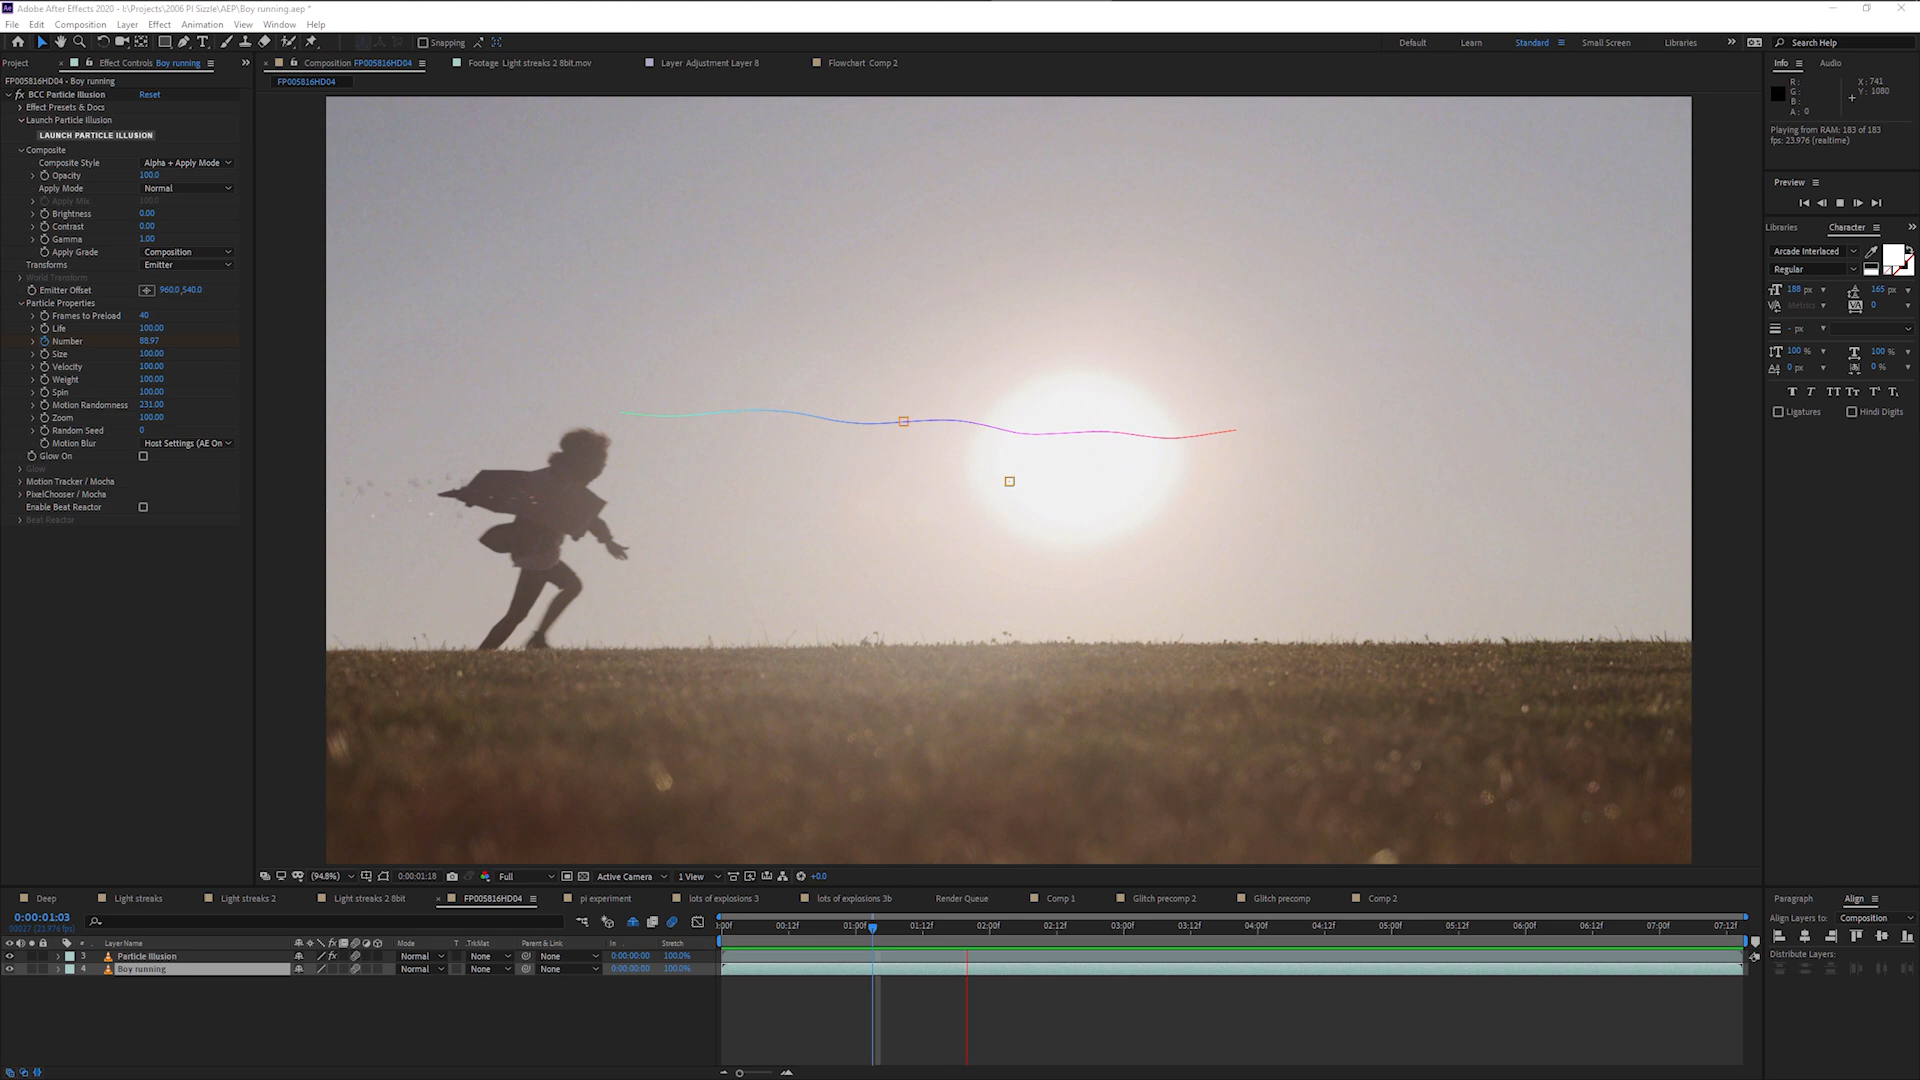 Adobe After Effects 2020 - I:\Projects\2006 PI Sizzle\AEP\Boy running.aep *
File Edit Composition Layer Effect Animation View Window Help
Snapping
Default Learn Standard Small Screen Libraries Search Help
Project Effect Controls Boy running
Composition FP005816HD04 Footage Light streaks 2 8bit.mov Layer Adjustment Layer 8 Flowchart Comp 2
Info Audio
FP005816HD04 • Boy running
FP005816HD04
fx BCC Particle Illusion Reset
Effect Presets & Docs
Launch Particle Illusion
LAUNCH PARTICLE ILLUSION
Composite
Composite Style Alpha + Apply Mode
Opacity 100.0
Apply Mode Normal
Apply Mix 100.0
Brightness 0.00
Contrast 0.00
Gamma 1.00
Apply Grade Composition
Transforms Emitter
World Transform
Emitter Offset 960.0,540.0
Particle Properties
Frames to Preload 40
Life 100.00
Number 88.97
Size 100.00
Velocity 100.00
Weight 100.00
Spin 100.00
Motion Randomness 231.00
Zoom 100.00
Random Seed 0
Motion Blur Host Settings (AE On
Glow On
Glow
Motion Tracker / Mocha
PixelChooser / Mocha
Enable Beat Reactor
Beat Reactor
R :
G :
B :
A : 0
X : 741
Y : 1080
Playing from RAM: 183 of 183
fps: 23.976 (realtime)
Preview
Libraries Character
Arcade Interlaced
Regular
188 px 165 px
Metrics 0
- px
100 % 100 %
0 px 0 %
T T TT Tr T' T,
Ligatures Hindi Digits
(94.8%) 0:00:01:18 Full Active Camera 1 View +0.0
Deep Light streaks Light streaks 2 Light streaks 2 8bit FP005816HD04 pi experiment lots of explosions 3 lots of explosions 3b Render Queue Comp 1 Glitch precomp 2 Glitch precomp Comp 2
0:00:01:03
00027 (23.976 fps)
:00f 00:12f 01:00f 01:12f 02:00f 02:12f 03:00f 03:12f 04:00f 04:12f 05:00f 05:12f 06:00f 06:12f 07:00f 07:12f
# Layer Name Mode T .TrkMat Parent & Link In Stretch
3 Particle Illusion fx Normal None None 0:00:00:00 100.0%
4 Boy running Normal None None 0:00:00:00 100.0%
Paragraph Align
Align Layers to: Composition
Distribute Layers: